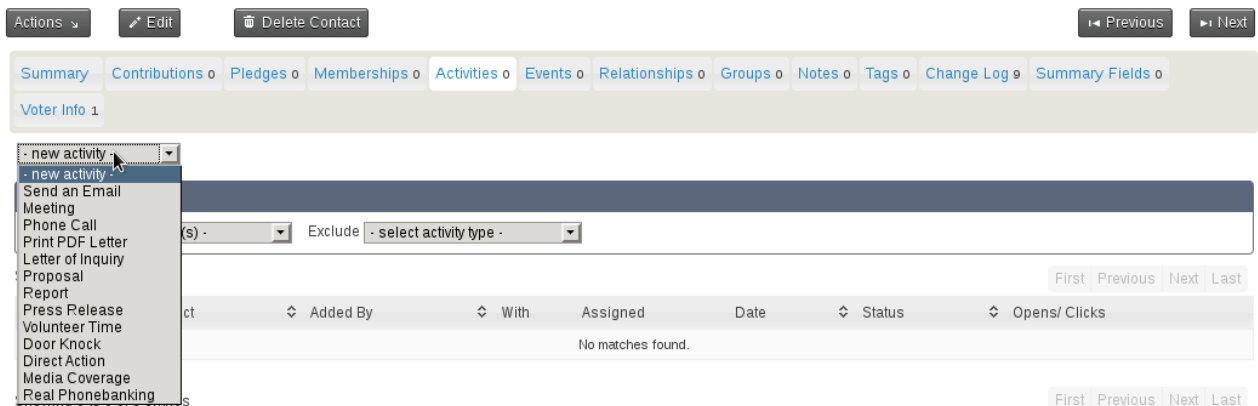 Actions Edit Delete Contact Previous Next
Summary Contributions 0 Pledges 0 Memberships 0 Activities 0 Events 0 Relationships 0 Groups 0 Notes 0 Tags 0 Change Log 9 Summary Fields 0
Voter Info 1
- new activity -
- new activity -
Send an Email
Meeting
Phone Call
(s) - Exclude - select activity type -
Print PDF Letter
Letter of Inquiry
Proposal
First Previous Next Last
Report
Press Release
ct Added By With Assigned Date Status Opens/ Clicks
Volunteer Time
Door Knock
No matches found.
Direct Action
Media Coverage
Real Phonebanking
First Previous Next Last